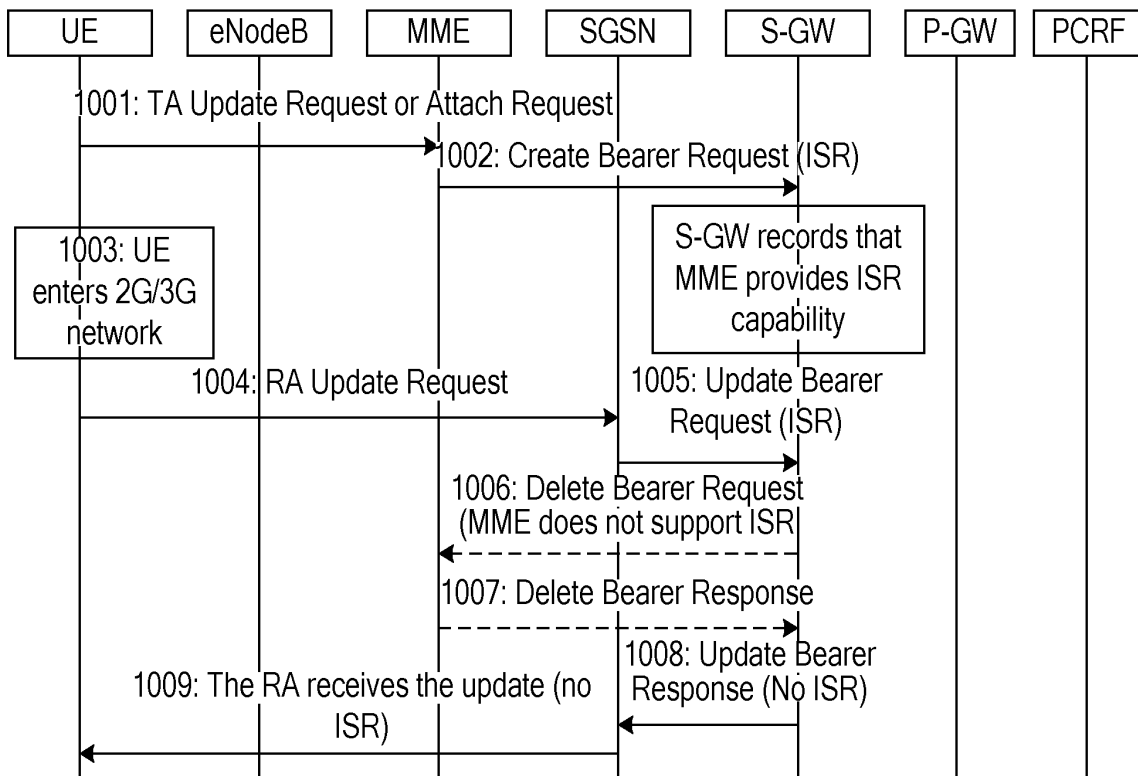 UE
eNodeB
MME
SGSN
S-GW
P-GW
PCRF
1001: TA Update Request or Attach Request
1002: Create Bearer Request (ISR)
1003: UE
enters 2G/3G
network
S-GW records that
MME provides ISR
capability
1004: RA Update Request
1005: Update Bearer
Request (ISR)
1006: Delete Bearer Request
(MME does not support ISR
1007: Delete Bearer Response
1008: Update Bearer
Response (No ISR)
1009: The RA receives the update (no
ISR)